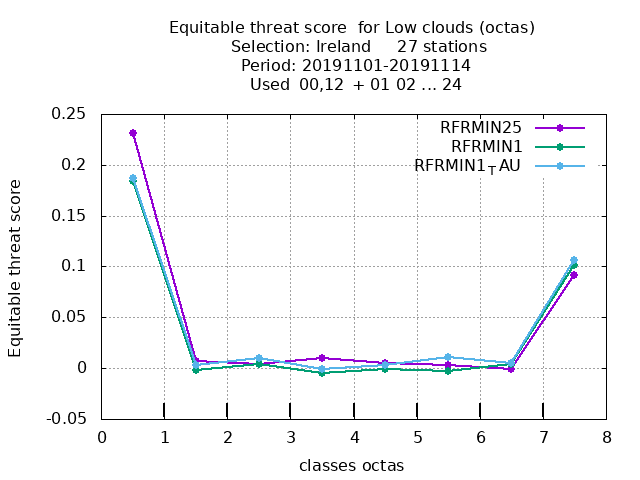 Equitable threat score  for Low clouds (octas)
Selection: Ireland     27 stations
Period: 20191101-20191114
Used  00,12  + 01 02 ... 24
RFRMIN25
RFRMIN1
RFRMIN1TAU
0.25
0.2
0.15
0.1
0.05
0
-0.05
Equitable threat score
0 1 2 3 4 5 6 7 8
classes octas